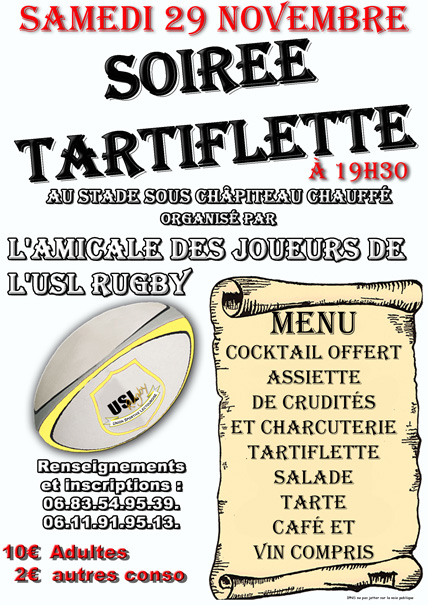 SAMEDI 29 NOVEMBRE
SOIREE
TARTIFLETTE
À 19H30
AU STADE SOUS CHÂPITEAU CHAUFFÉ
ORGANISÉ PAR
L'AMICALE DES JOUEURS DE
L'USL RUGBY
USL
MENU
COCKTAIL OFFERT
ASSIETTE
DE CRUDITÉS
ET CHARCUTERIE
TARTIFLETTE
SALADE
TARTE
CAFÉ ET
VIN COMPRIS
Renseignements
et inscriptions :
06.83.54.95.39.
06.11.91.95.13.
10€ Adultes
2€ autres conso
ne pas jeter sur la voie publique